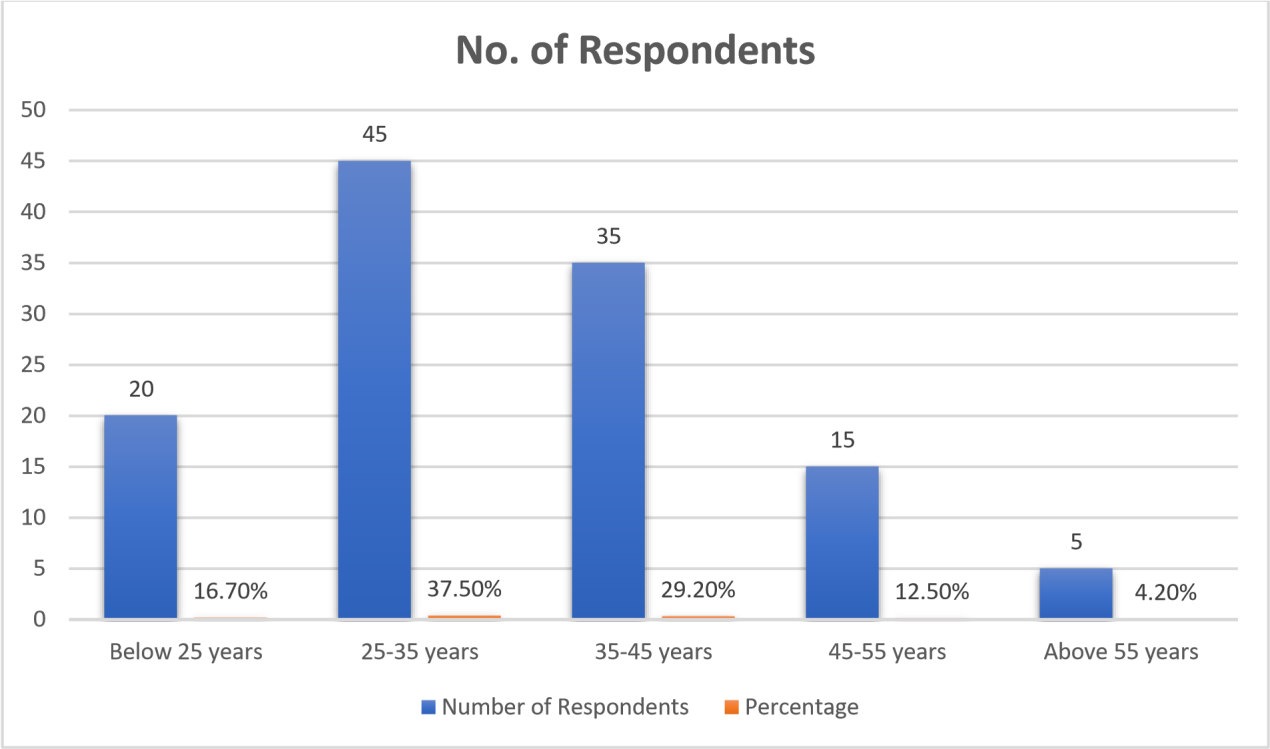 No. of Respondents
50
45
40
35
30
25
20
15
10
5
0
20
45
35
15
5
16.70%
37.50%
29.20%
12.50%
4.20%
Below 25 years
25-35 years
35-45 years
45-55 years
Above 55 years
Number of Respondents
Percentage